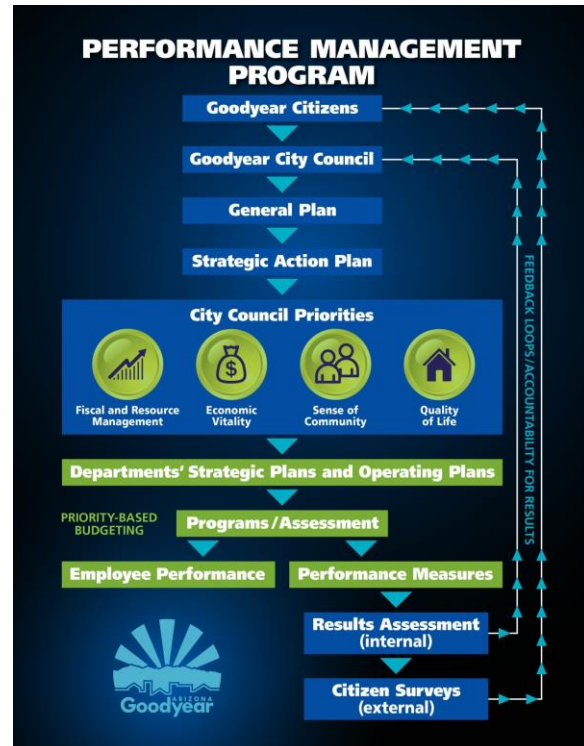 PERFORMANCE MANAGEMENT
PROGRAM
Goodyear Citizens
Goodyear City Council
General Plan
Strategic Action Plan
City Council Priorities
$
Fiscal and Resource
Management
Economic
Vitality
Sense of
Community
Quality
of Life
Departments' Strategic Plans and Operating Plans
PRIORITY-BASED
BUDGETING
Programs/Assessment
Employee Performance
Performance Measures
Results Assessment
(internal)
Citizen Surveys
(external)
FEEDBACK LOOPS/ACCOUNTABILITY FOR RESULTS
ARIZONA
Goodyear